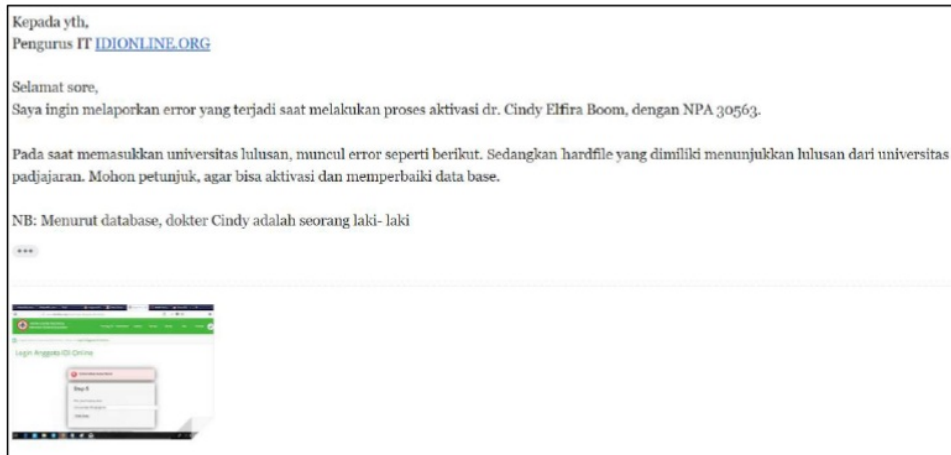 Kepada yth,
Pengurus IT IDIONLINE.ORG
Selamat sore,
Saya ingin melaporkan error yang terjadi saat melakukan proses aktivasi dr. Cindy Elfira Boom, dengan NPA 30563.
Pada saat memasukkan universitas lulusan, muncul error seperti berikut. Sedangkan hardfile yang dimiliki menunjukkan lulusan dari universitas
padjajaran. Mohon petunjuk, agar bisa aktivasi dan memperbaiki data base.
NB: Menurut database, dokter Cindy adalah seorang laki- laki
Login Anggota IDI Online